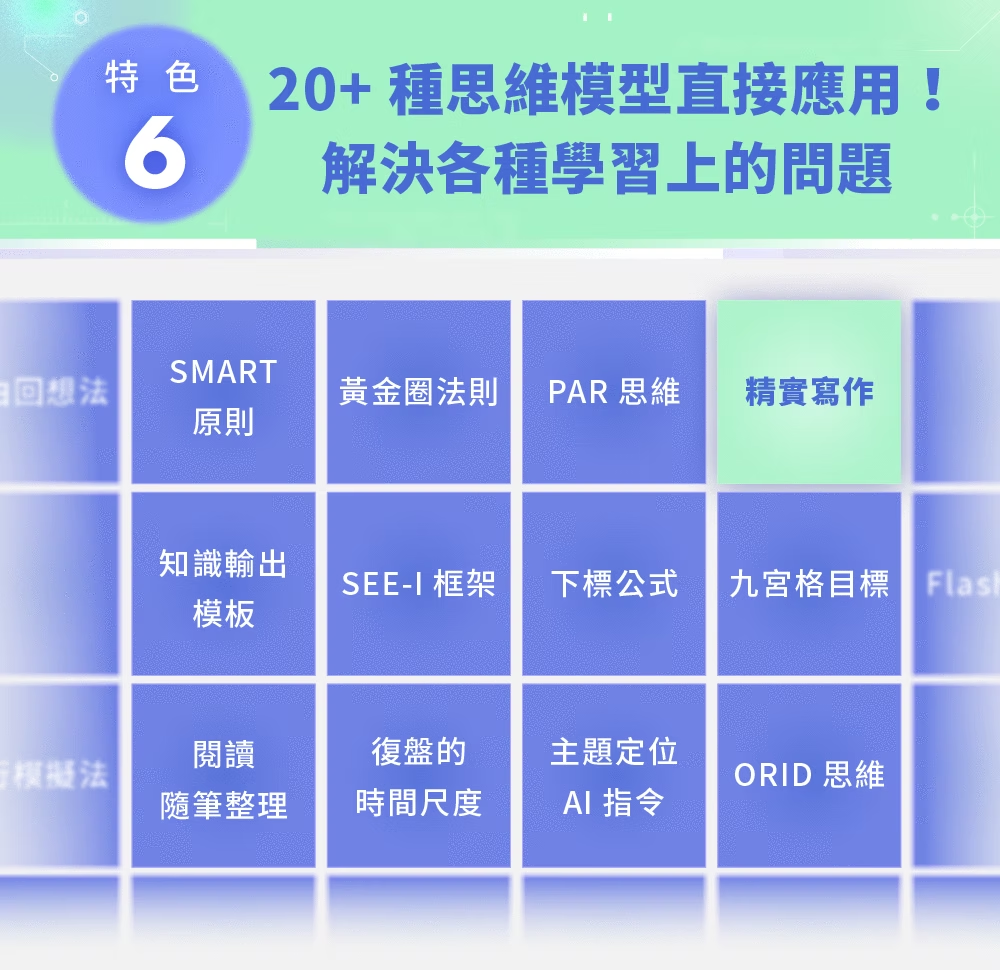 特色
6
20+ 種思維模型直接應用！
解決各種學習上的問題
回想法
SMART
原則
黃金圈法則
PAR 思維
精實寫作
知識輸出
模板
SEE-I 框架
下標公式
九宮格目標
Flash
模擬法
閱讀
隨筆整理
復盤的
時間尺度
主題定位
AI 指令
ORID 思維